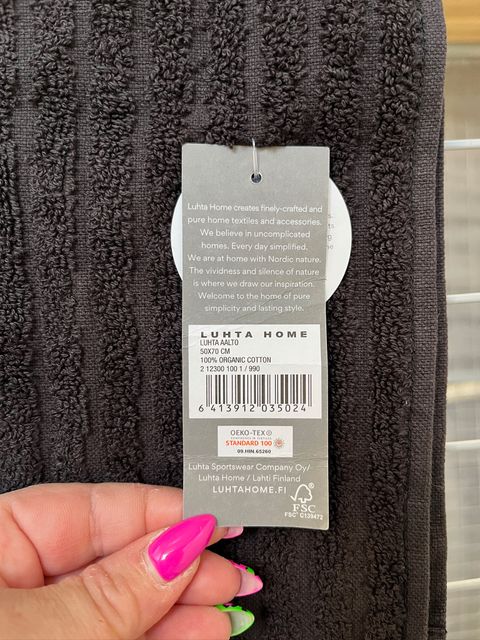 Luhta Home creates finely-crafted and
pure home textiles and accessories.
We believe in uncomplicated
homes. Every day simplified.
We are at home with Nordic nature.
The vividness and silence of nature
is where we draw our inspiration.
Welcome to the home of pure
simplicity and lasting style.
LUHTA HOME
LUHTA AALTO
50X70 CM
100% ORGANIC COTTON
2 12300 100 1 / 990
6 413912 035024
OEKO-TEX®
CONFIDENCE IN TEXTILES
STANDARD 100
09.HIN.65260
Luhta Sportswear Company Oy/
Luhta Home / Lahti Finland
LUHTAHOME.FI
FSC
FSC® C139472